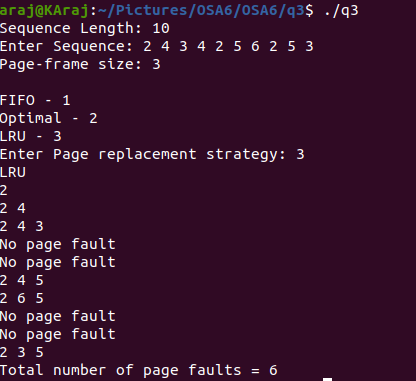 araj@KAraj:~/Pictures/OSA6/OSA6/q3$ ./q3
Sequence Length: 10
Enter Sequence: 2 4 3 4 2 5 6 2 5 3
Page-frame size: 3
FIFO - 1
Optimal - 2
LRU - 3
Enter Page replacement strategy: 3
LRU
2
2 4
2 4 3
No page fault
No page fault
2 4 5
2 6 5
No page fault
No page fault
2 3 5
Total number of page faults = 6